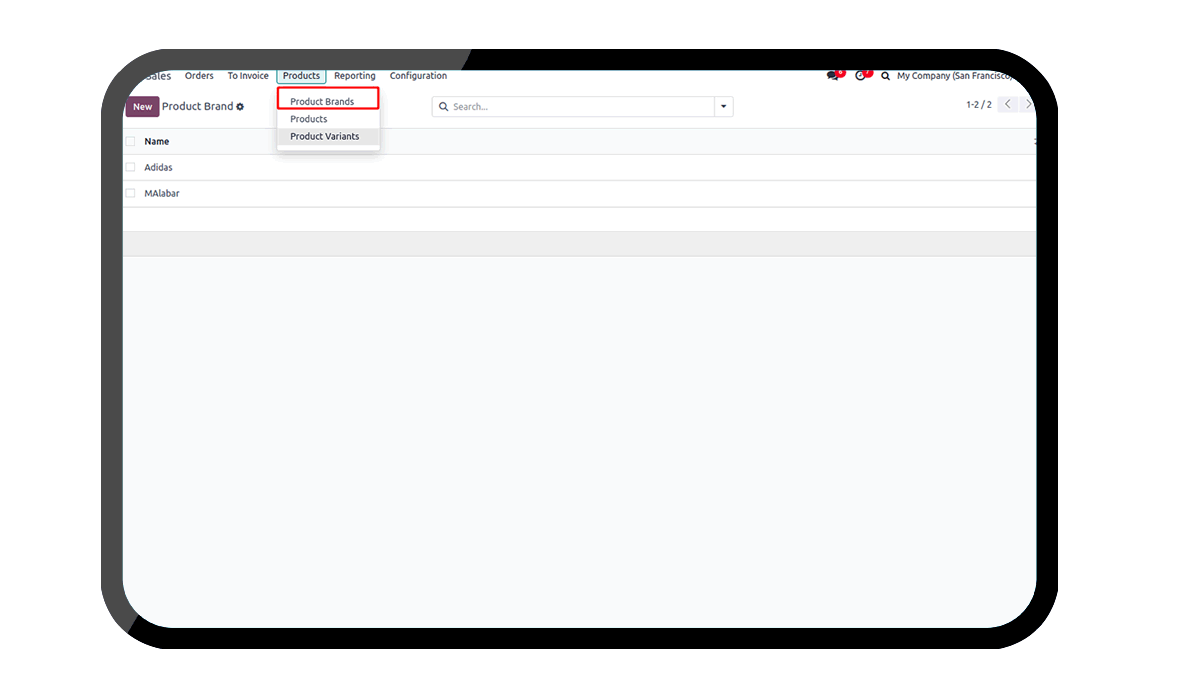 Sales Orders To Invoice Products Reporting Configuration My Company (San Francisco)
New Product Brand Search... 1-2 / 2
Product Brands
Products
Product Variants
Name
Adidas
MAlabar